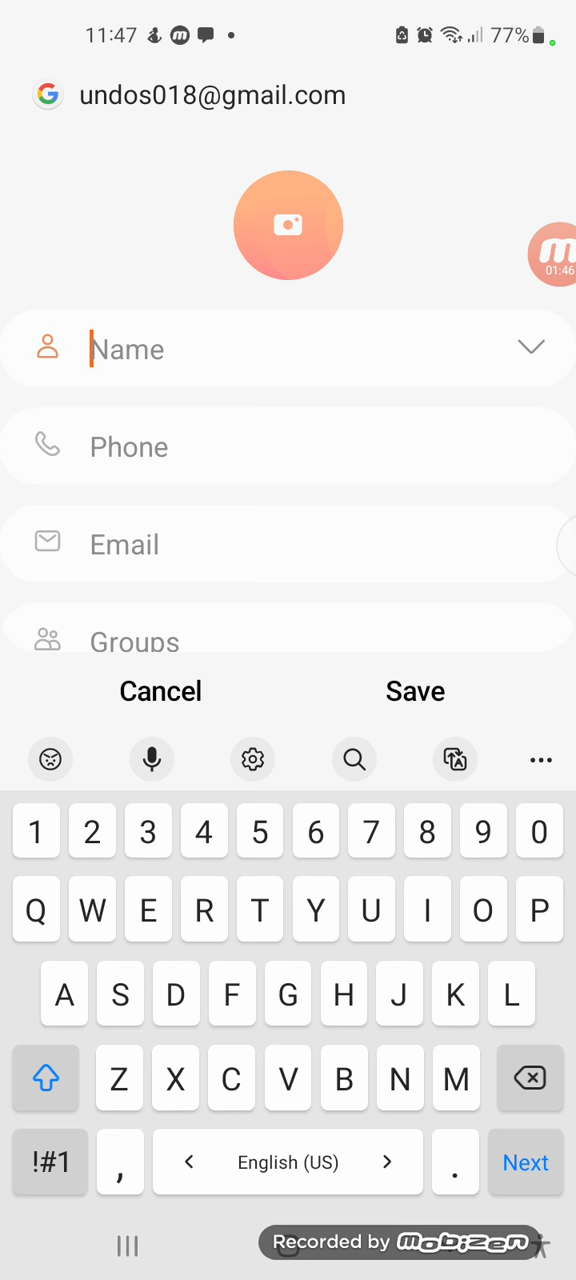 11:47
77%
undos018@gmail.com
01:46
Name
Phone
Email
Groups
Cancel
Save
1 2 3 4 5 6 7 8 9 0
Q W E R T Y U I O P
A S D F G H J K L
Z X C V B N M
!#1 , English (US) . Next
Recorded by mobizen